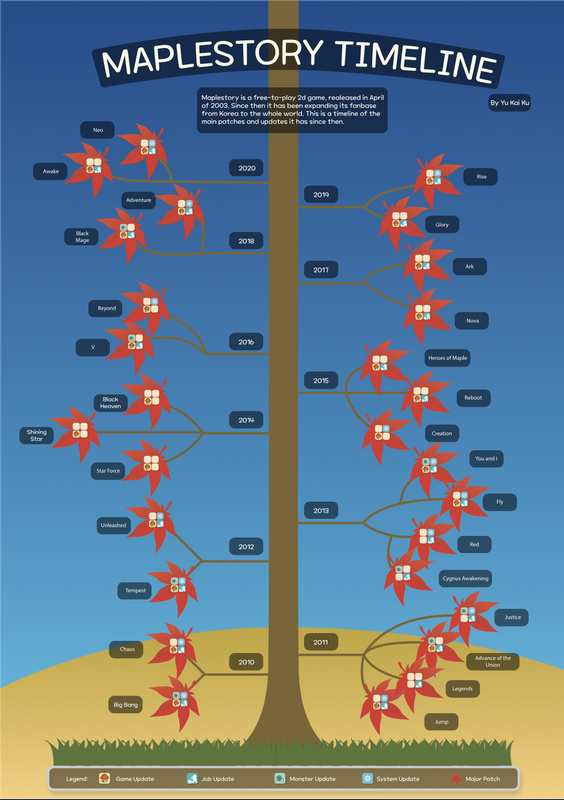 MAPLESTORY TIMELINE
Maplestory is a free-to-play 2d game, realeased in April
of 2003. Since then it has been expanding its fanbase
from Korea to the whole world. This is a timeline of the
main patches and updates it has since then.
By Yu Kai Ku
Neo
Awake
2020
Adventure
Black
Mage
2018
Rise
2019
Glory
Ark
2017
Nova
Beyond
V
2016
Heroes of Maple
2015
Reboot
Creation
Black
Heaven
2014
Shining
Star
Star Force
You and I
Fly
2013
Red
Cygnus Awakening
Unleashed
2012
Tempest
Justice
2011
Advance of the
Union
Legends
Jump
Chaos
2010
Big Bang
Legend:
Game Update
Job Update
Monster Update
System Update
Major Patch